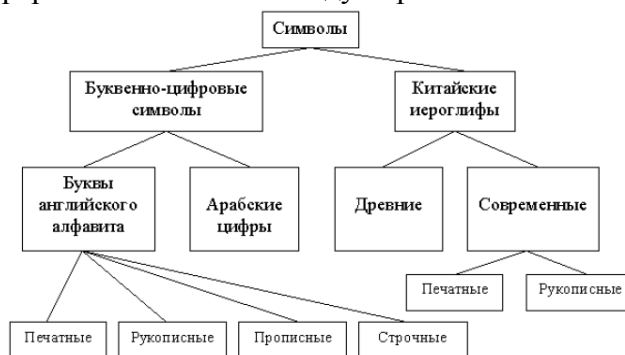 Символы
Буквенно-цифровые
символы
Китайские
иероглифы
Буквы
английского
алфавита
Арабские
цифры
Древние
Современные
Печатные
Рукописные
Печатные
Рукописные
Прописные
Строчные